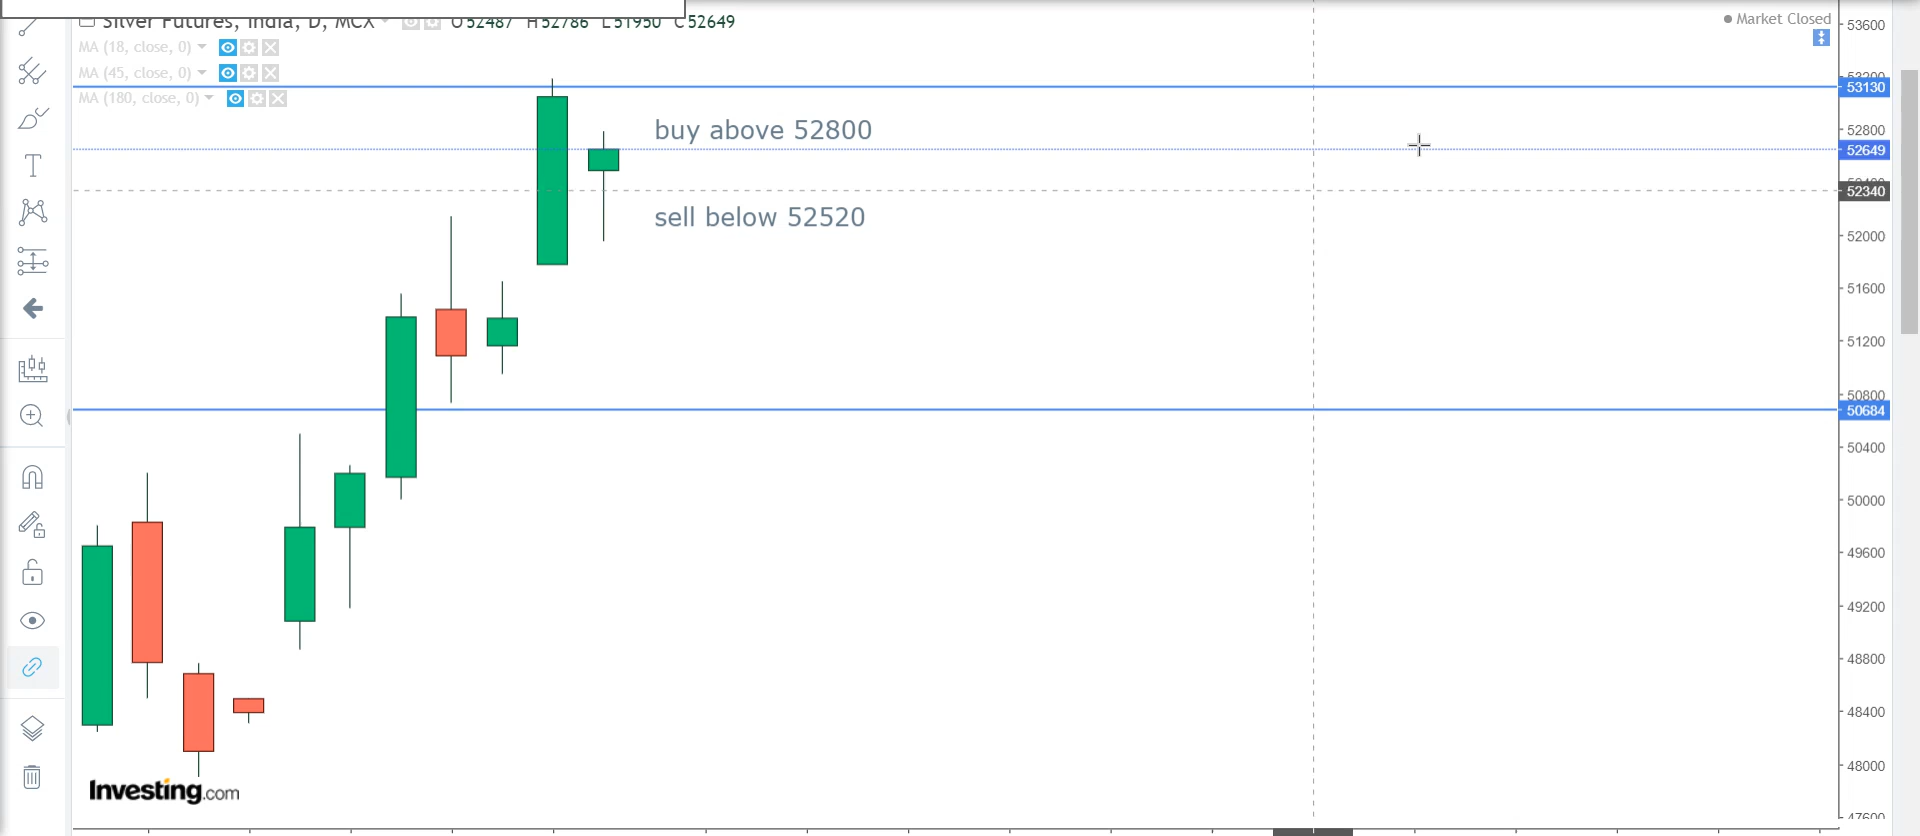 Silver Futures, India, D, MCX O52487 H52786 L51950 C52649
Market Closed
MA (18, close, 0)
MA (45, close, 0)
MA (180, close, 0)
buy above 52800
sell below 52520
53600
53130
52800
52649
52340
52000
51600
51200
50800
50684
50400
50000
49600
49200
48800
48400
48000
47600
Investing.com